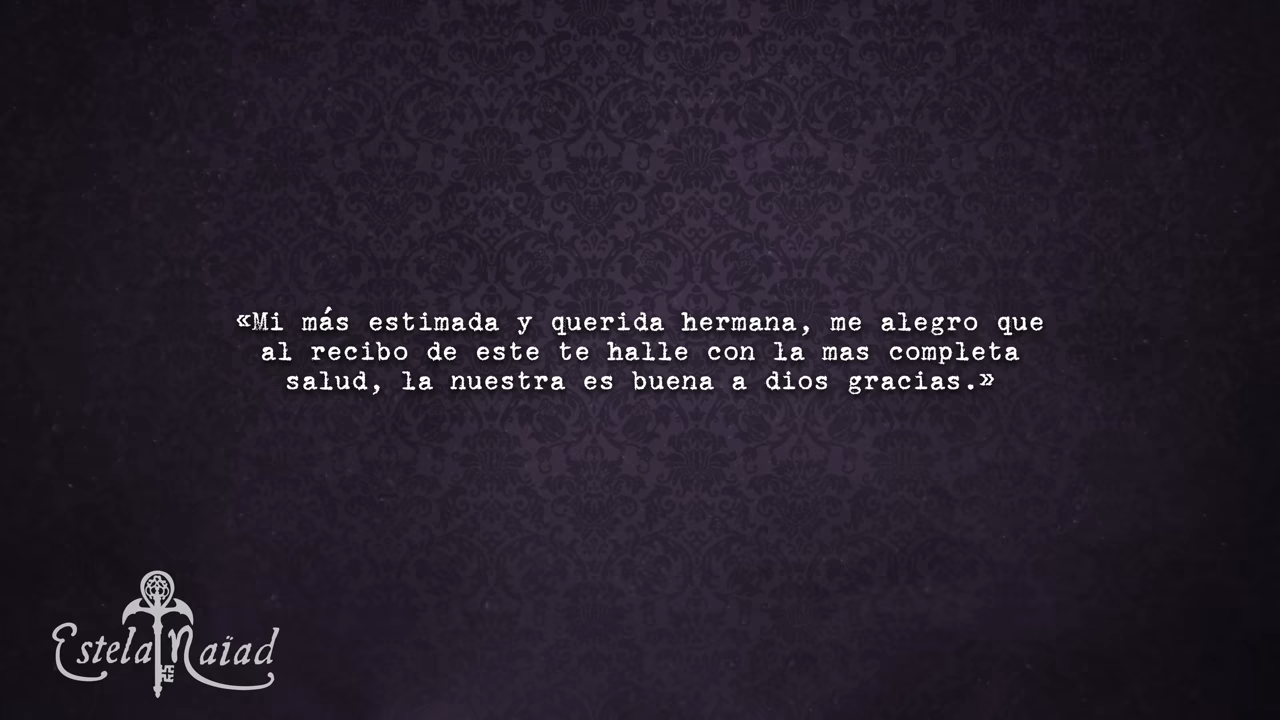 «Mi más estimada y querida hermana, me alegro que
al recibo de este te halle con la mas completa
salud, la nuestra es buena a dios gracias.»
Estela Naïad